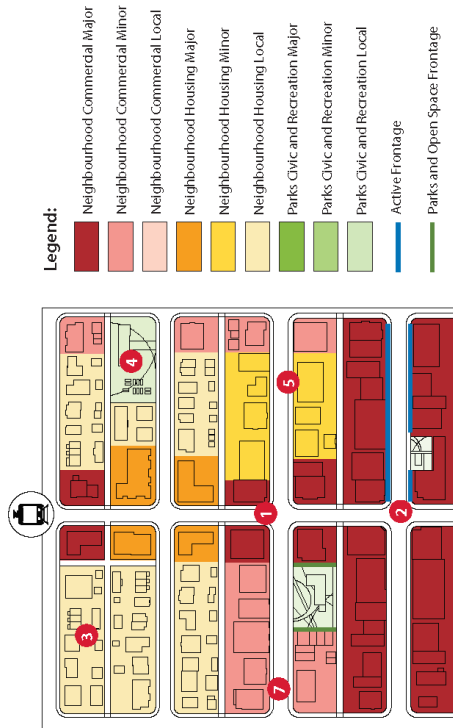 3
4
7
1
5
2
Legend:
Neighbourhood Commercial Major
Neighbourhood Commercial Minor
Neighbourhood Commercial Local
Neighbourhood Housing Major
Neighbourhood Housing Minor
Neighbourhood Housing Local
Parks Civic and Recreation Major
Parks Civic and Recreation Minor
Parks Civic and Recreation Local
Active Frontage
Parks and Open Space Frontage